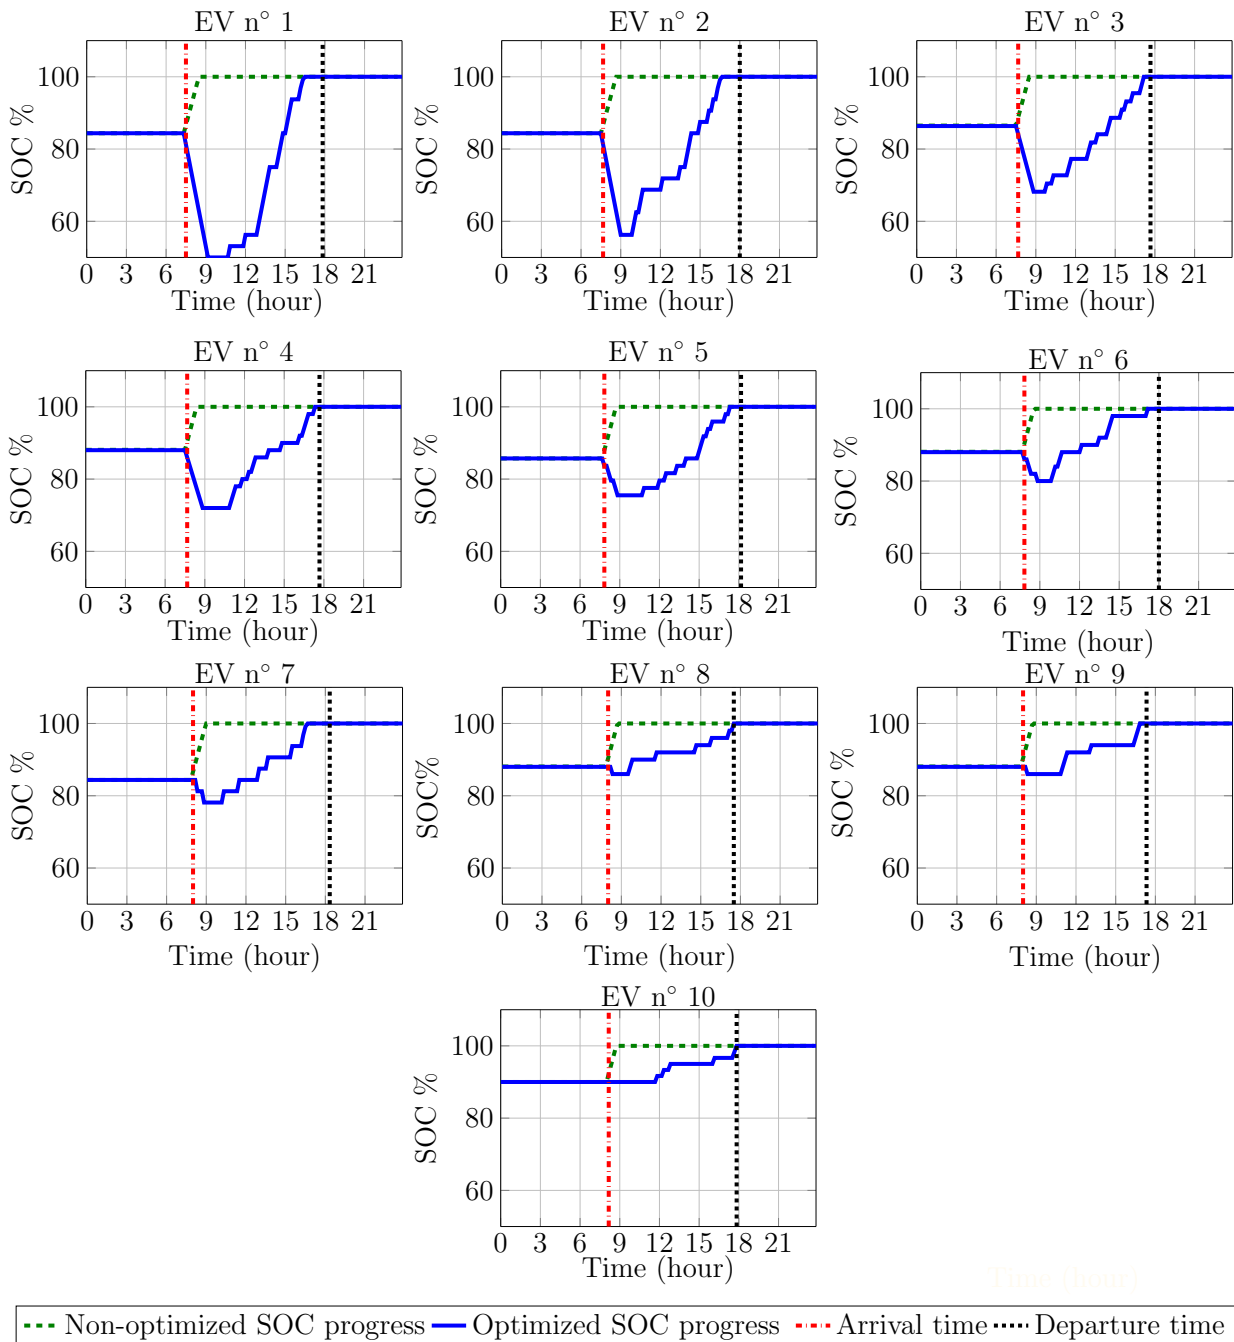 EV n° 1
EV n° 2
EV n° 3
100
80
60
SOC %
0 3 6 9 12 15 18 21
Time (hour)
100
80
60
SOC %
0 3 6 9 12 15 18 21
Time (hour)
100
80
60
SOC %
0 3 6 9 12 15 18 21
Time (hour)
EV n° 4
EV n° 5
EV n° 6
100
80
60
SOC %
0 3 6 9 12 15 18 21
Time (hour)
100
80
60
SOC %
0 3 6 9 12 15 18 21
Time (hour)
100
80
60
SOC %
0 3 6 9 12 15 18 21
Time (hour)
EV n° 7
EV n° 8
EV n° 9
100
80
60
SOC %
0 3 6 9 12 15 18 21
Time (hour)
100
80
60
SOC%
0 3 6 9 12 15 18 21
Time (hour)
100
80
60
SOC %
0 3 6 9 12 15 18 21
Time (hour)
EV n° 10
100
80
60
SOC %
0 3 6 9 12 15 18 21
Time (hour)
Time (hour)
Non-optimized SOC progress Optimized SOC progress Arrival time Departure time